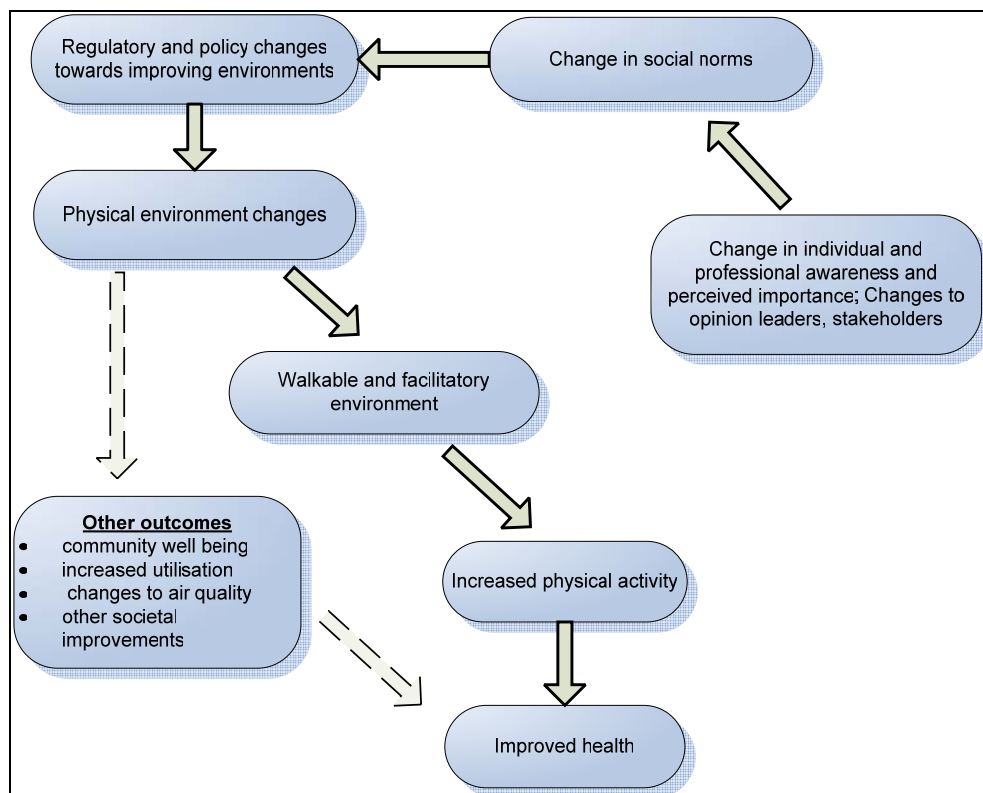 Regulatory and policy changes
towards improving environments
Change in social norms
Physical environment changes
Change in individual and
professional awareness and
perceived importance; Changes to
opinion leaders, stakeholders
Walkable and facilitatory
environment
Other outcomes
• community well being
• increased utilisation
• changes to air quality
• other societal
improvements
Increased physical activity
Improved health